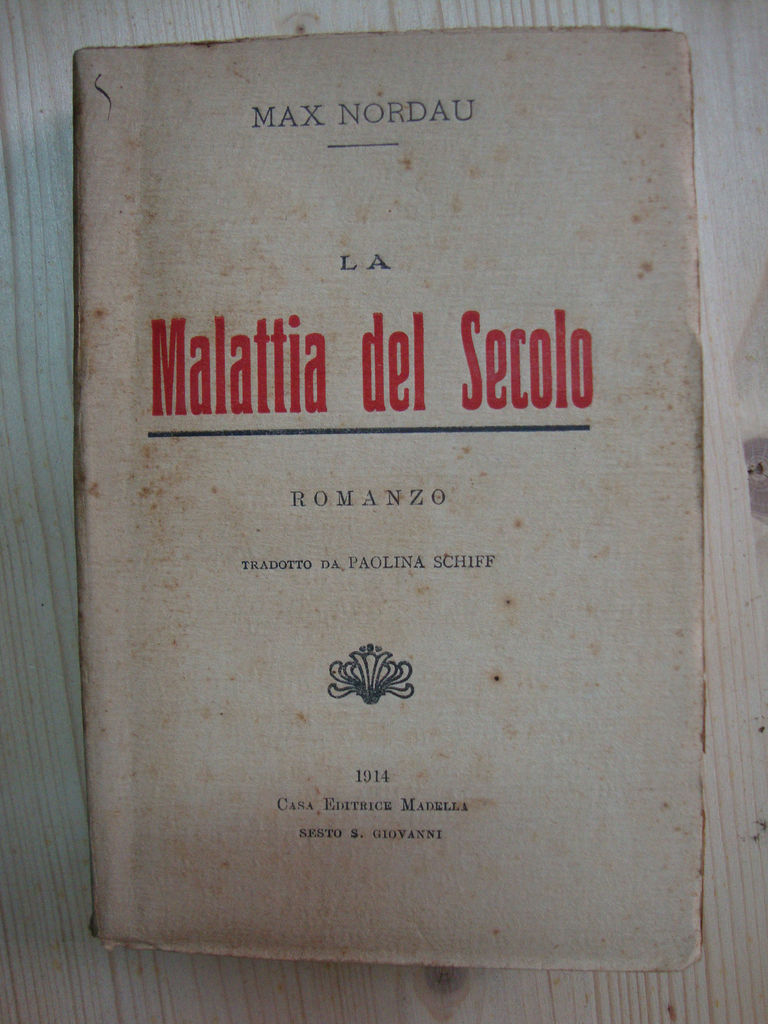 MAX NORDAU
LA
Malattia del Secolo
ROMANZO
TRADOTTO DA PAOLINA SCHIFF
1914
CASA EDITRICE MADELLA
SESTO S. GIOVANNI